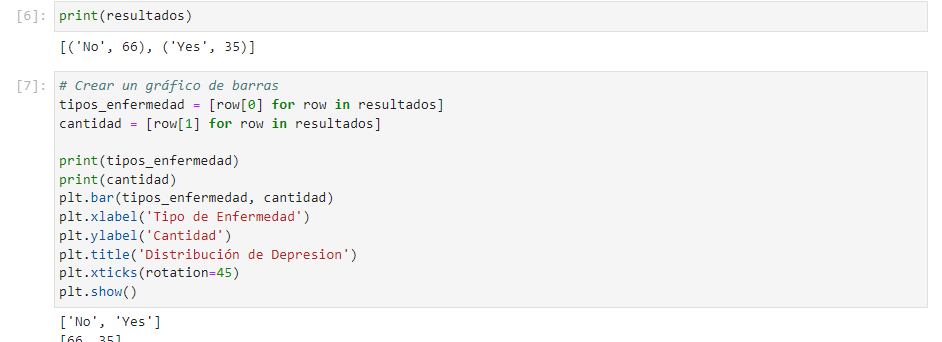 [6]: print(resultados)
[('No', 66), ('Yes', 35)]
[7]: # Crear un gráfico de barras
tipos_enfermedad = [row[0] for row in resultados]
cantidad = [row[1] for row in resultados]
print(tipos_enfermedad)
print(cantidad)
plt.bar(tipos_enfermedad, cantidad)
plt.xlabel('Tipo de Enfermedad')
plt.ylabel('Cantidad')
plt.title('Distribución de Depresion')
plt.xticks(rotation=45)
plt.show()
['No', 'Yes']
[66, 35]